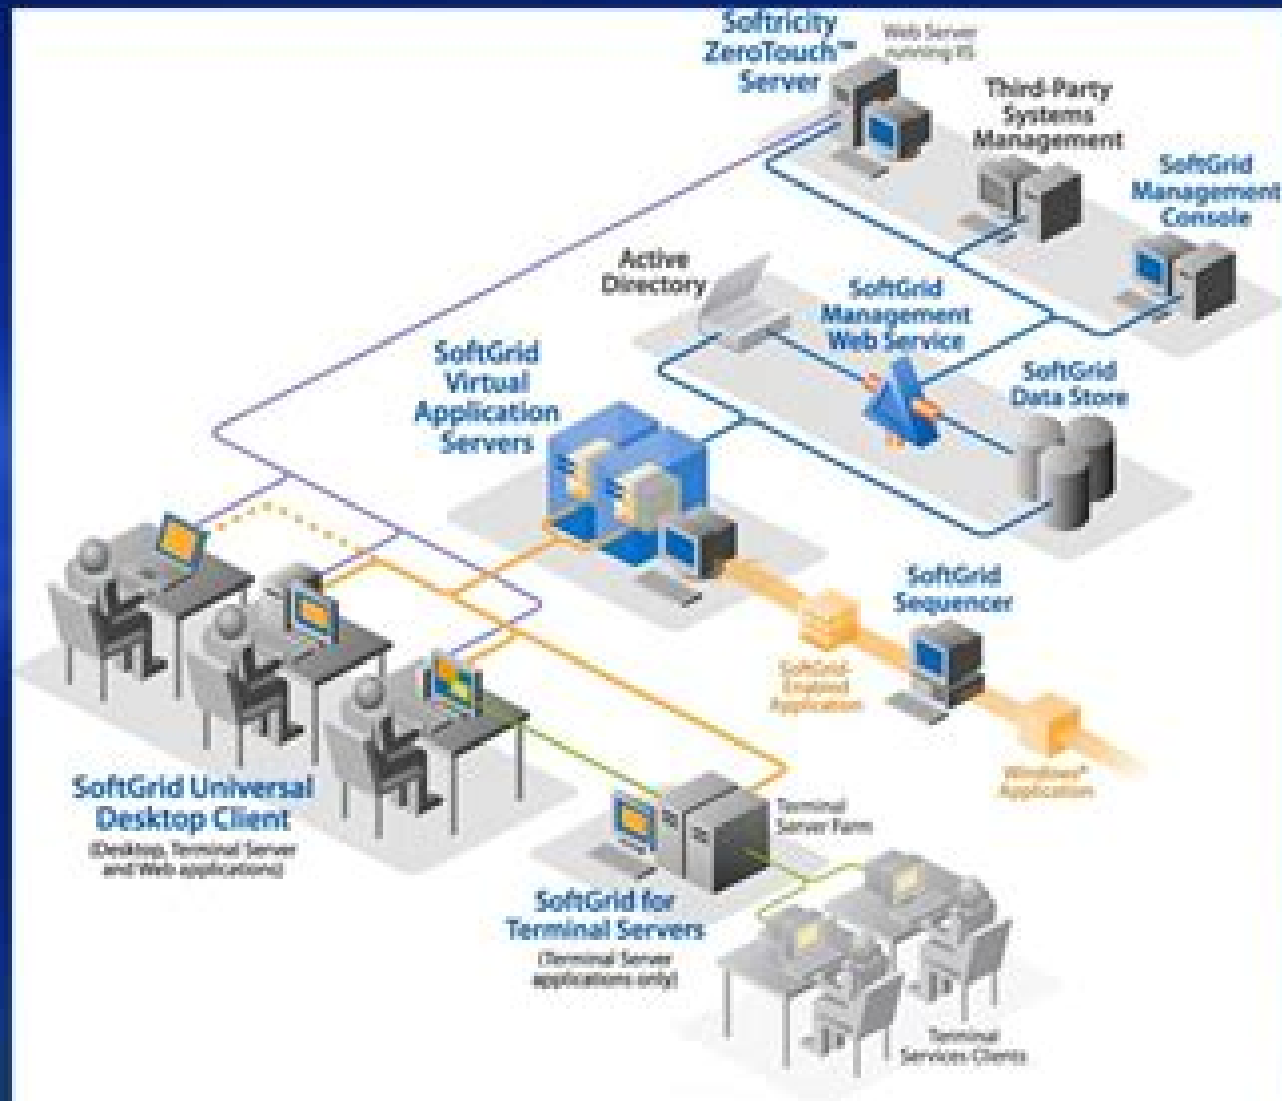 Softricity
ZeroTouch™
Server
Web Server
running IIS
Third-Party
Systems
Management
SoftGrid
Management
Console
Active
Directory
SoftGrid
Management
Web Service
SoftGrid
Data Store
SoftGrid
Virtual
Application
Servers
SoftGrid
Sequencer
SoftGrid-
Enabled
Application
Windows®
Application
SoftGrid Universal
Desktop Client
(Desktop, Terminal Server
and Web applications)
Terminal
Server Farm
SoftGrid for
Terminal Servers
(Terminal Server
applications only)
Terminal
Services Clients